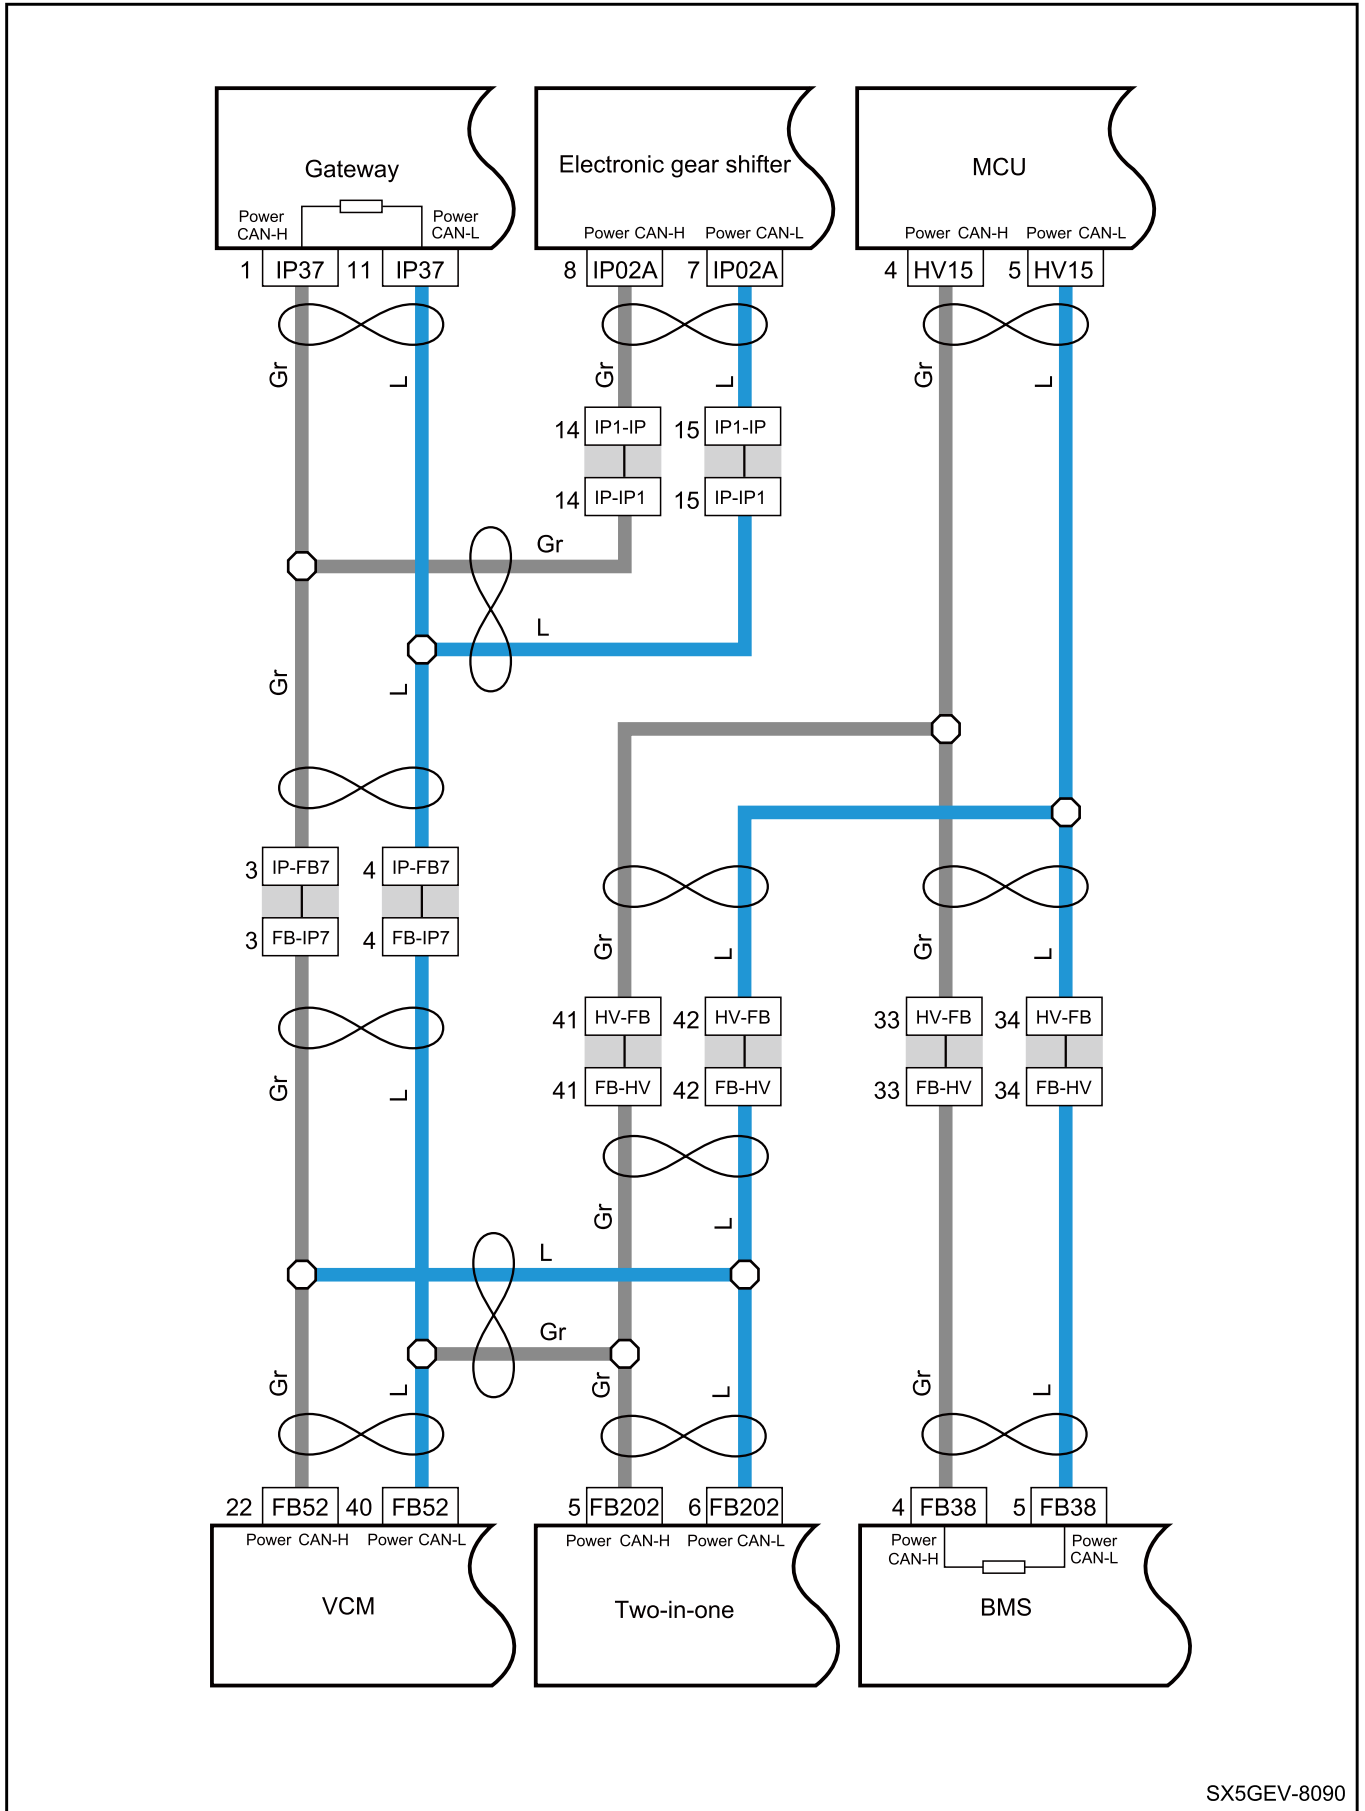 Gateway
Electronic gear shifter
MCU
Power
CAN-H
Power
CAN-L
Power CAN-H
Power CAN-L
Power CAN-H
Power CAN-L
1 IP37
11 IP37
8 IP02A
7 IP02A
4 HV15
5 HV15
Gr
L
Gr
L
Gr
L
14 IP1-IP
15 IP1-IP
14 IP-IP1
15 IP-IP1
Gr
L
Gr
L
3 IP-FB7
4 IP-FB7
3 FB-IP7
4 FB-IP7
Gr
L
Gr
L
41 HV-FB
42 HV-FB
33 HV-FB
34 HV-FB
41 FB-HV
42 FB-HV
33 FB-HV
34 FB-HV
Gr
L
Gr
L
L
Gr
Gr
L
Gr
L
Gr
L
22 FB52
40 FB52
5 FB202
6 FB202
4 FB38
5 FB38
Power CAN-H
Power CAN-L
Power CAN-H
Power CAN-L
Power
CAN-H
Power
CAN-L
VCM
Two-in-one
BMS
SX5GEV-8090